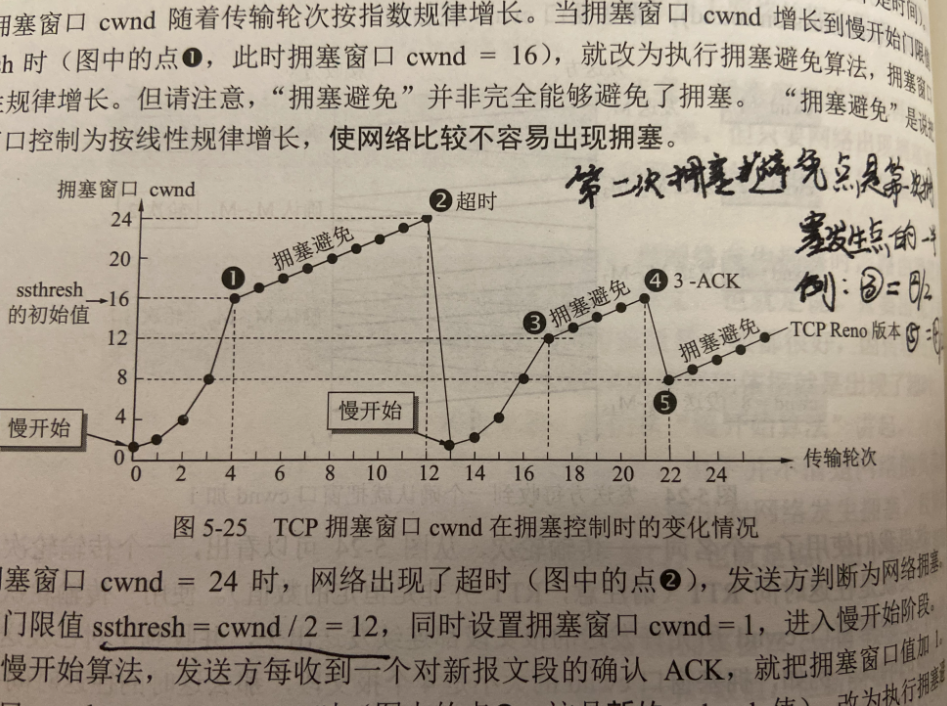 拥塞窗口 cwnd 随着传输轮次按指数规律增长。当拥塞窗口 cwnd 增长到慢开始门限值
sh 时（图中的点❶，此时拥塞窗口 cwnd = 16），就改为执行拥塞避免算法，拥塞窗口
性规律增长。但请注意，“拥塞避免”并非完全能够避免了拥塞。“拥塞避免”是说把
窗口控制为按线性规律增长，使网络比较不容易出现拥塞。
拥塞窗口 cwnd
❷ 超时
24
20
16
12
8
4
0
ssthresh
的初始值
❶
拥塞避免
❸ 拥塞避免
❹ 3 -ACK
拥塞避免
TCP Reno 版本
❺
慢开始
慢开始
0 2 4 6 8 10 12 14 16 18 20 22 24
传输轮次
第二次拥塞避免点是第一次拥
塞发生点的一半
例：③=④/2
图 5-25 TCP 拥塞窗口 cwnd 在拥塞控制时的变化情况
塞窗口 cwnd = 24 时，网络出现了超时（图中的点❷），发送方判断为网络拥塞。
门限值 ssthresh = cwnd / 2 = 12，同时设置拥塞窗口 cwnd = 1，进入慢开始阶段。
慢开始算法，发送方每收到一个对新报文段的确认 ACK，就把拥塞窗口值加 1。
改为执行拥塞